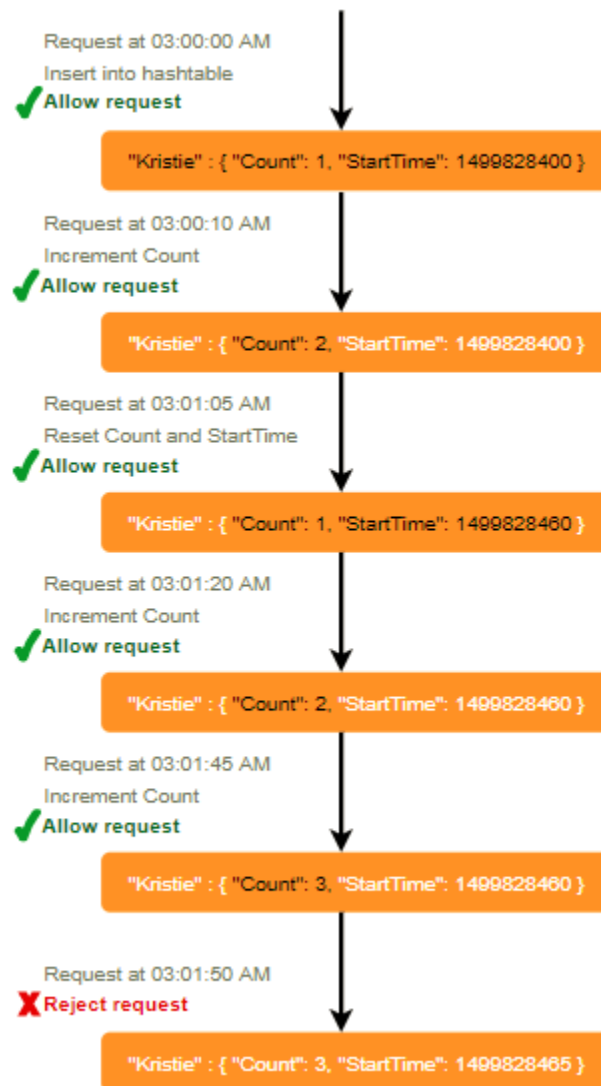 Request at 03:00:00 AM
Insert into hashtable
Allow request
"Kristie" : { "Count": 1, "StartTime": 1499828400 }
Request at 03:00:10 AM
Increment Count
Allow request
"Kristie" : { "Count": 2, "StartTime": 1499828400 }
Request at 03:01:05 AM
Reset Count and StartTime
Allow request
"Kristie" : { "Count": 1, "StartTime": 1499828460 }
Request at 03:01:20 AM
Increment Count
Allow request
"Kristie" : { "Count": 2, "StartTime": 1499828460 }
Request at 03:01:45 AM
Increment Count
Allow request
"Kristie" : { "Count": 3, "StartTime": 1499828460 }
Request at 03:01:50 AM
Reject request
"Kristie" : { "Count": 3, "StartTime": 1499828465 }